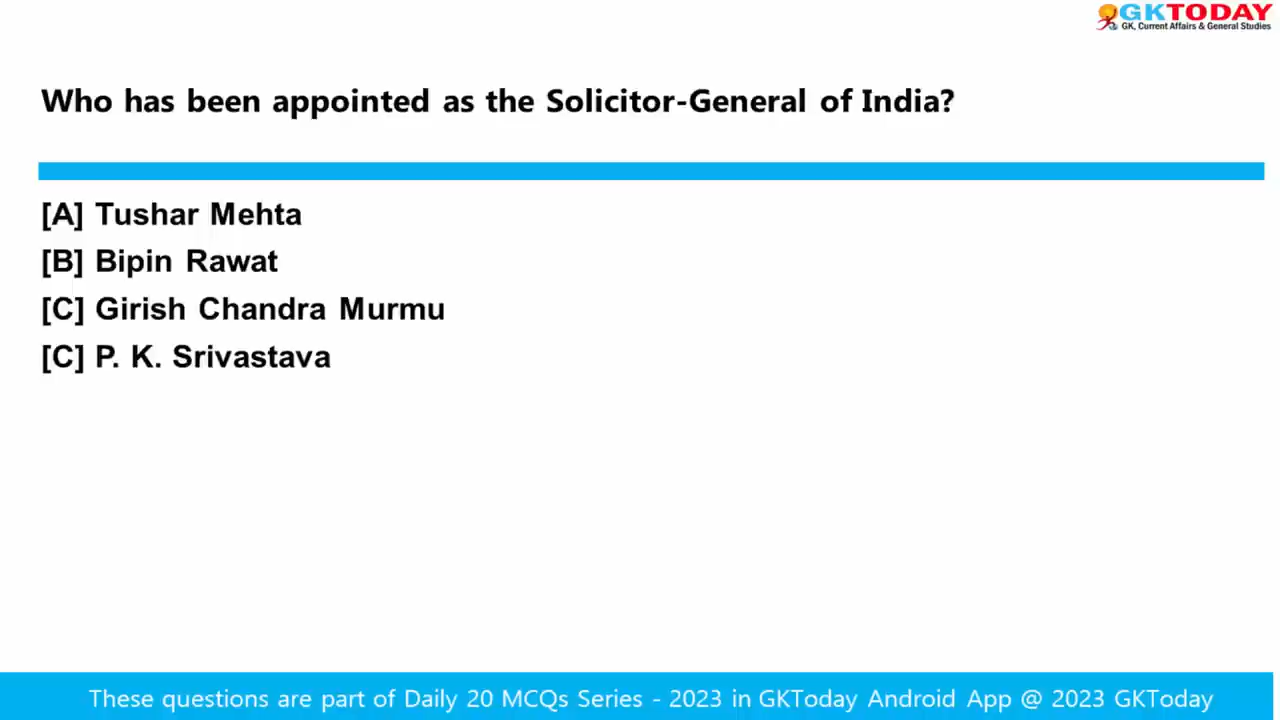 GKTODAY
GK, Current Affairs & General Studies
Who has been appointed as the Solicitor-General of India?
[A] Tushar Mehta
[B] Bipin Rawat
[C] Girish Chandra Murmu
[C] P. K. Srivastava
These questions are part of Daily 20 MCQs Series - 2023 in GKToday Android App @ 2023 GKToday